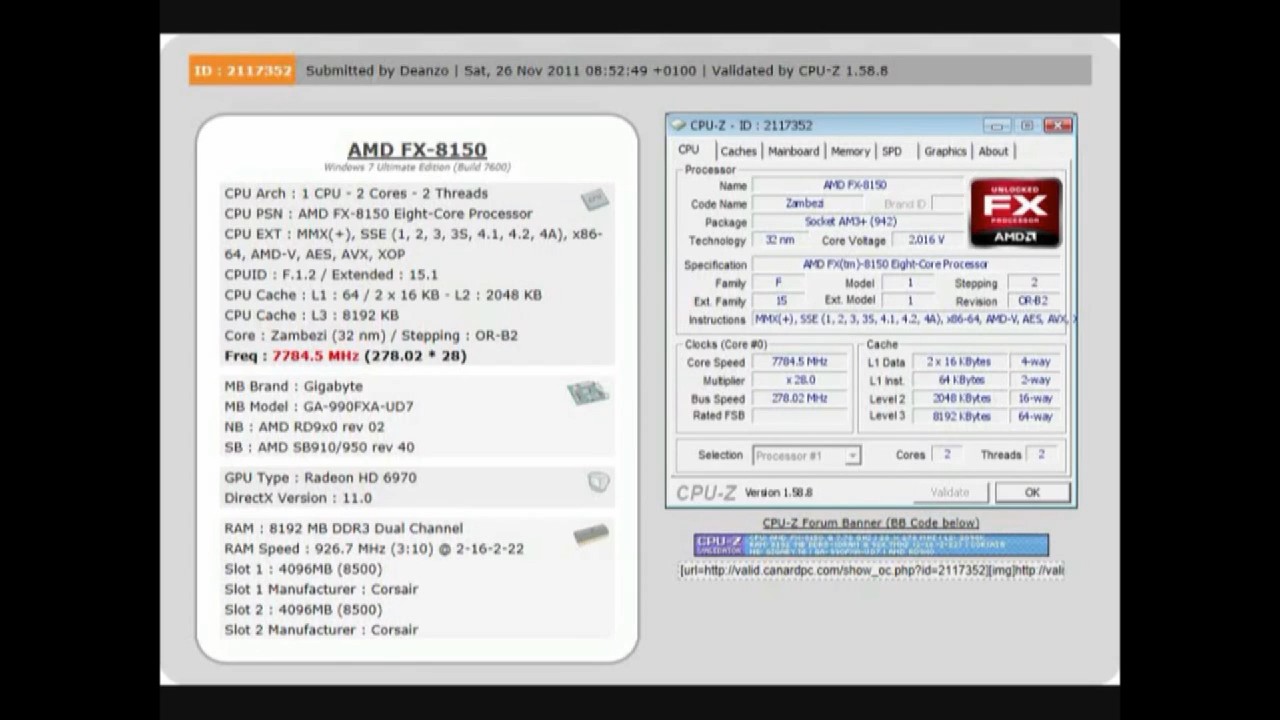 ID : 2117352 Submitted by Deanzo | Sat, 26 Nov 2011 08:52:49 +0100 | Validated by CPU-Z 1.58.8
AMD FX-8150
Windows 7 Ultimate Edition (Build 7600)
CPU Arch : 1 CPU - 2 Cores - 2 Threads
CPU PSN : AMD FX-8150 Eight-Core Processor
CPU EXT : MMX(+), SSE (1, 2, 3, 3S, 4.1, 4.2, 4A), x86-
64, AMD-V, AES, AVX, XOP
CPUID : F.1.2 / Extended : 15.1
CPU Cache : L1 : 64 / 2 x 16 KB - L2 : 2048 KB
CPU Cache : L3 : 8192 KB
Core : Zambezi (32 nm) / Stepping : OR-B2
Freq : 7784.5 MHz (278.02 * 28)
MB Brand : Gigabyte
MB Model : GA-990FXA-UD7
NB : AMD RD9x0 rev 02
SB : AMD SB910/950 rev 40
GPU Type : Radeon HD 6970
DirectX Version : 11.0
RAM : 8192 MB DDR3 Dual Channel
RAM Speed : 926.7 MHz (3:10) @ 2-16-2-22
Slot 1 : 4096MB (8500)
Slot 1 Manufacturer : Corsair
Slot 2 : 4096MB (8500)
Slot 2 Manufacturer : Corsair
CPU-Z - ID : 2117352
CPU Caches Mainboard Memory SPD Graphics About
Processor
Name AMD FX-8150
Code Name Zambezi Brand ID
Package Socket AM3+ (942)
Technology 32 nm Core Voltage 2.016 V
UNLOCKED
FX
PROCESSOR
AMD
Specification AMD FX(tm)-8150 Eight-Core Processor
Family F Model 1 Stepping 2
Ext. Family 15 Ext. Model 1 Revision OR-B2
Instructions MMX(+), SSE (1, 2, 3, 3S, 4.1, 4.2, 4A), x86-64, AMD-V, AES, AVX, X
Clocks (Core #0)
Core Speed 7784.5 MHz
Multiplier x 28.0
Bus Speed 278.02 MHz
Rated FSB
Cache
L1 Data 2 x 16 KBytes 4-way
L1 Inst. 64 KBytes 2-way
Level 2 2048 KBytes 16-way
Level 3 8192 KBytes 64-way
Selection Processor #1 Cores 2 Threads 2
CPU-Z Version 1.58.8 Validate OK
CPU-Z Forum Banner (BB Code below)
CPU-Z
VALIDATOR
[url=http://valid.canardpc.com/show_oc.php?id=2117352][img]http://vali